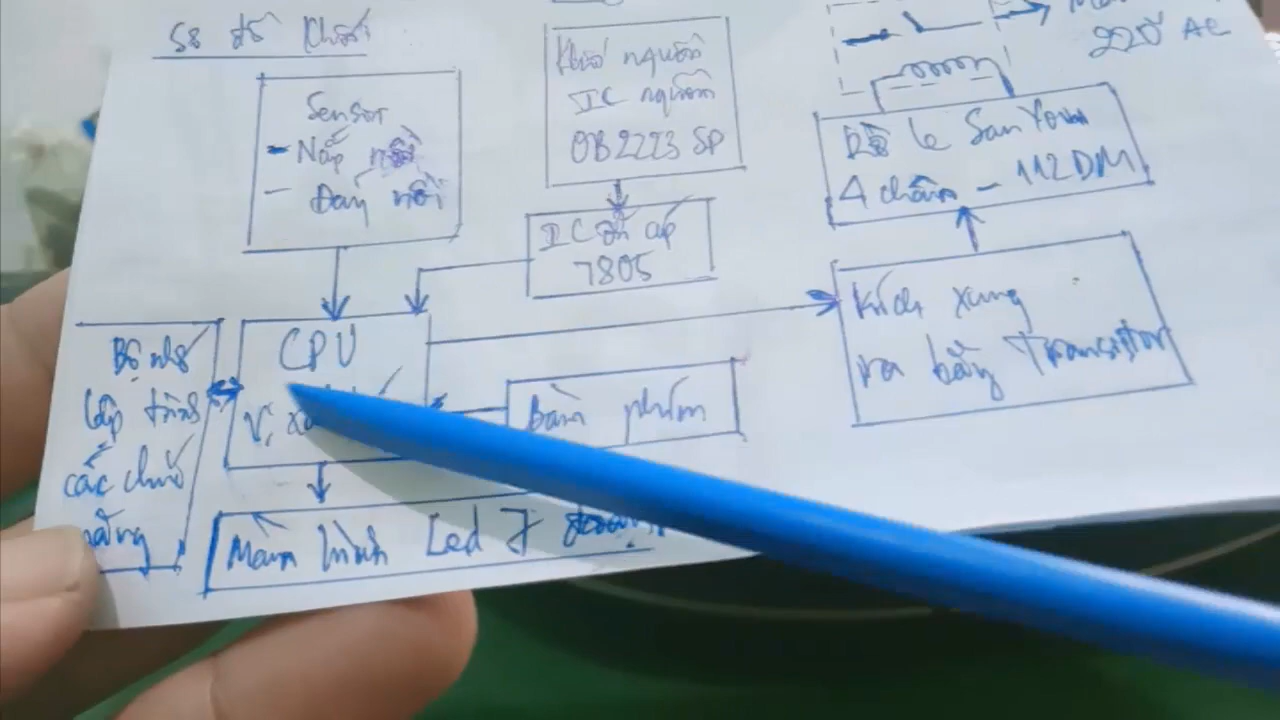 Sơ đồ khối
Sensor
- Nắp nồi
- Đáy nồi
Khối nguồn
IC nguồn
OB2223 SP
IC ổn áp
7805
220V AC
Rơ le SanYou
4 chân - 112DM
Kích xung
ra bằng Transistor
Bộ nhớ
lập trình
các chức
năng
CPU
Vi
Bàn phím
Màn hình Led 7